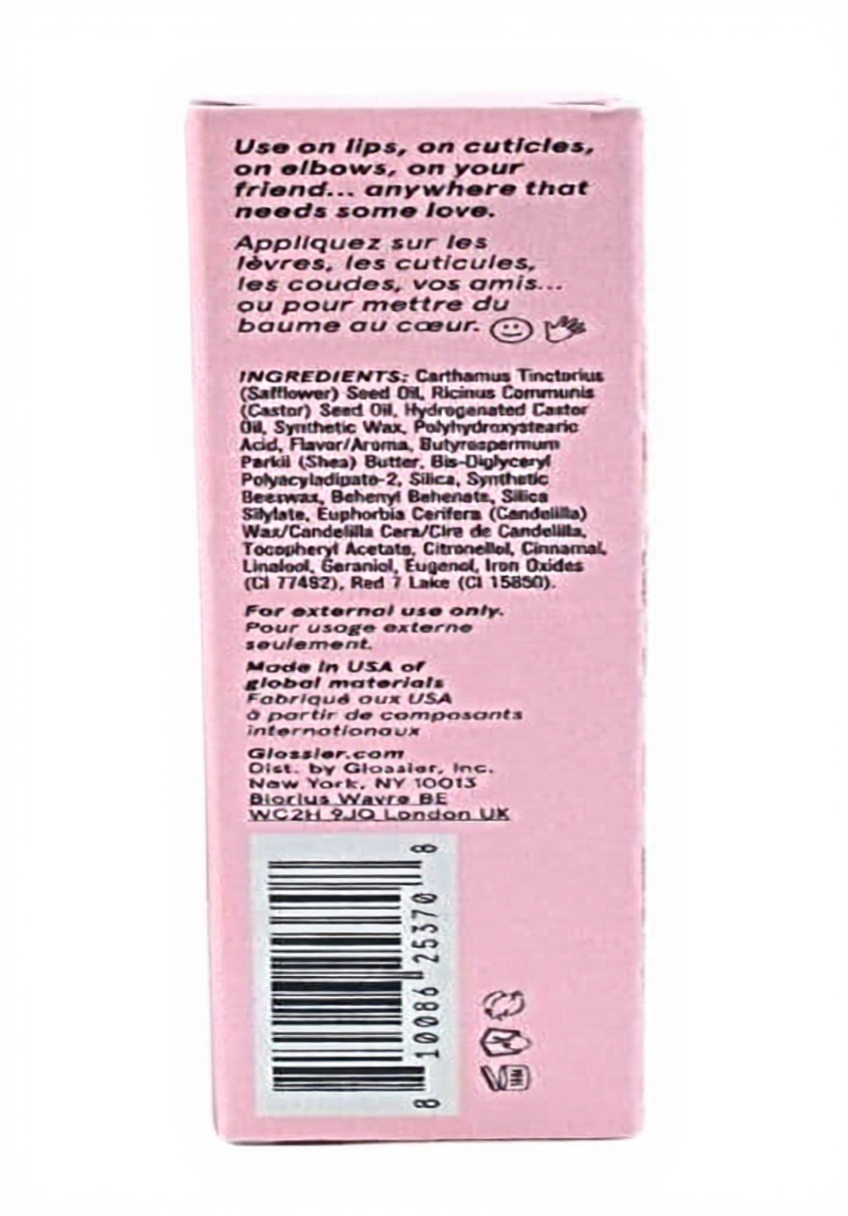 Use on lips, on cuticles,
on elbows, on your
friend... anywhere that
needs some love.
Appliquez sur les
lèvres, les cuticules,
les coudes, vos amis...
ou pour mettre du
baume au cœur.
INGREDIENTS: Carthamus Tinctorius
(Safflower) Seed Oil, Ricinus Communis
(Castor) Seed Oil, Hydrogenated Castor
Oil, Synthetic Wax, Polyhydroxystearic
Acid, Flavor/Aroma, Butyrospermum
Parkii (Shea) Butter, Bis-Diglyceryl
Polyacyladipate-2, Silica, Synthetic
Beeswax, Behenyl Behenate, Silica
Silylate, Euphorbia Cerifera (Candelilla)
Wax/Candelilla Cera/Cire de Candelilla,
Tocopheryl Acetate, Citronellol, Cinnamal,
Linalool, Geraniol, Eugenol, Iron Oxides
(CI 77492), Red 7 Lake (CI 15850).
For external use only.
Pour usage externe
seulement.
Made in USA of
global materials
Fabriqué aux USA
à partir de composants
internationaux
Glossier.com
Dist. by Glossier, Inc.
New York, NY 10013
Biorius Wavre BE
WC2H 9JQ London UK
8 10086 25370 8